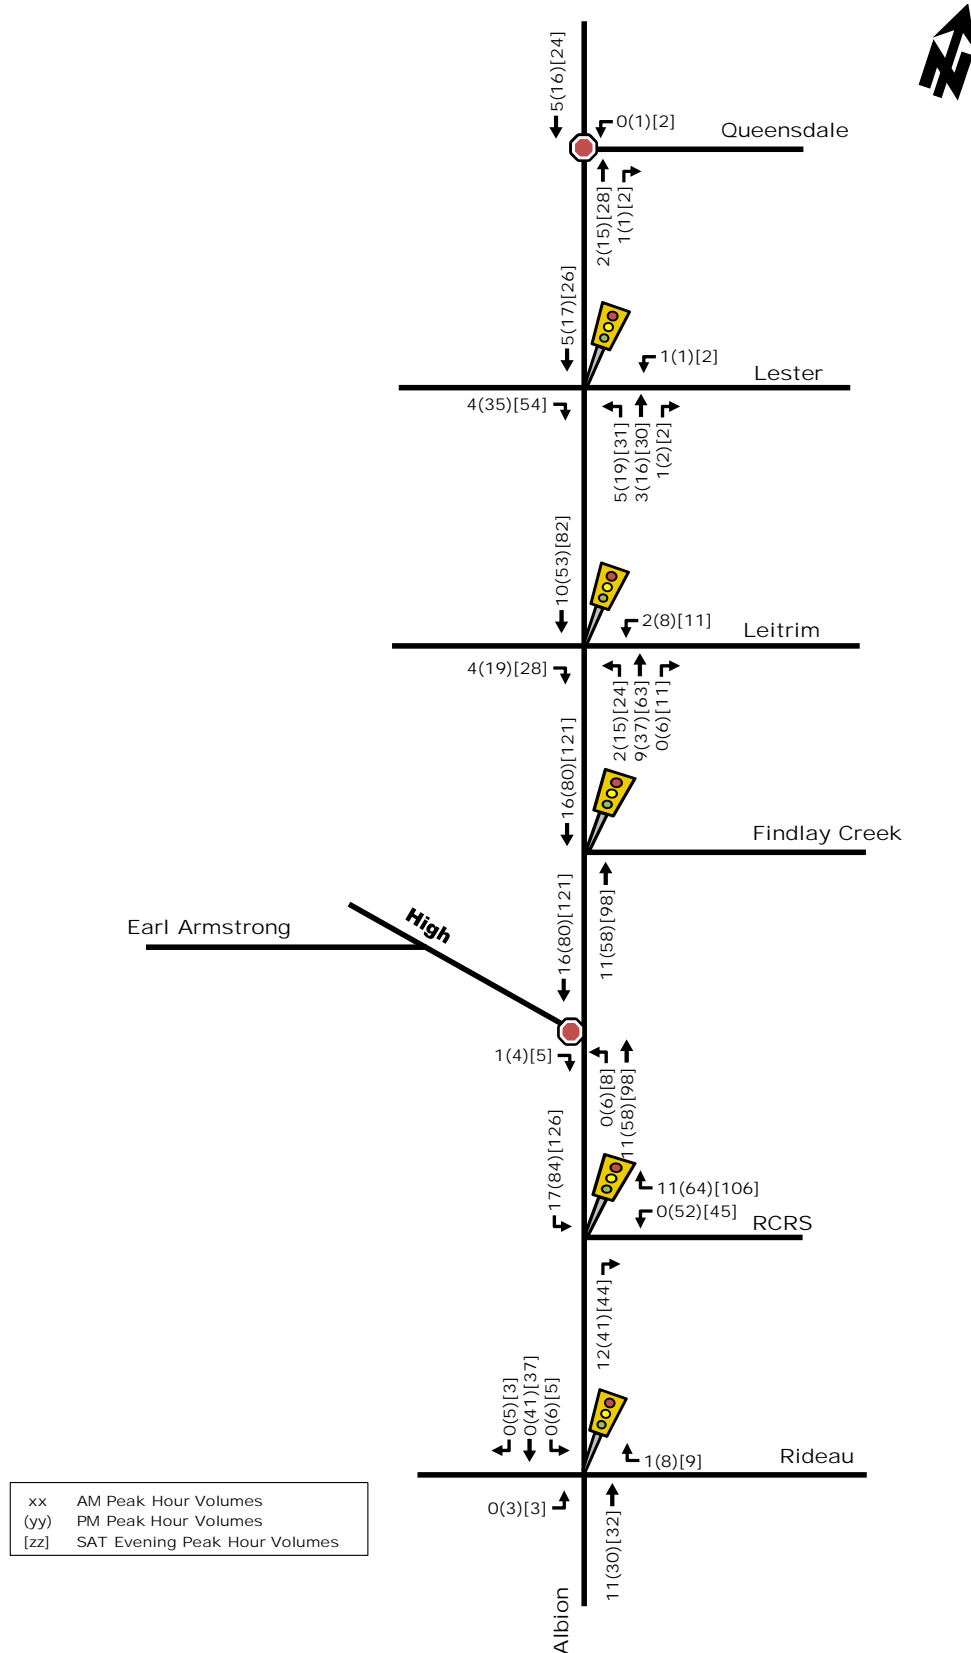 N
5(16)[24]
0(1)[2]
Queensdale
2(15)[28]
1(1)[2]
5(17)[26]
1(1)[2]
Lester
4(35)[54]
5(19)[31]
3(16)[30]
1(2)[2]
10(53)[82]
2(8)[11]
Leitrim
4(19)[28]
2(15)[24]
9(37)[63]
0(6)[11]
16(80)[121]
Findlay Creek
11(58)[98]
16(80)[121]
Earl Armstrong
High
1(4)[5]
0(6)[8]
11(58)[98]
17(84)[126]
11(64)[106]
0(52)[45]
RCRS
12(41)[44]
0(5)[3]
0(41)[37]
0(6)[5]
1(8)[9]
Rideau
0(3)[3]
11(30)[32]
Albion
xx AM Peak Hour Volumes
(yy) PM Peak Hour Volumes
[zz] SAT Evening Peak Hour Volumes